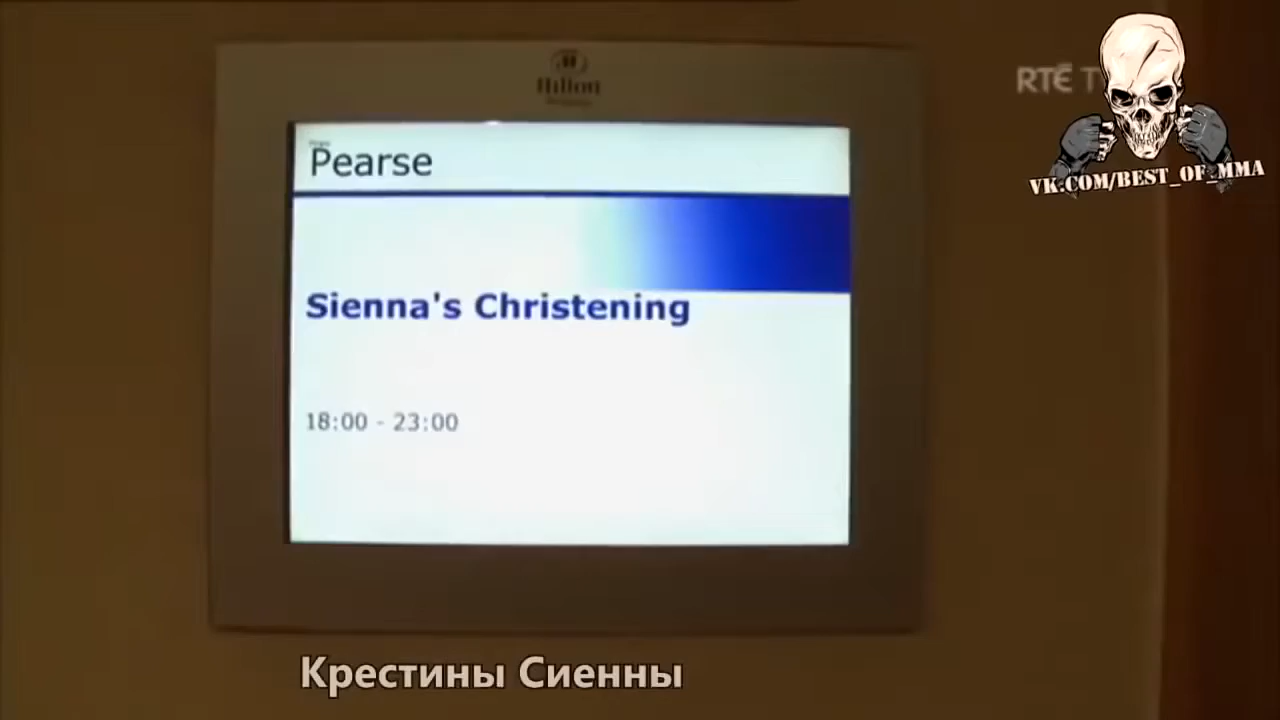 Hilton
RTÉ T
VK.COM/BEST_OF_MMA
Pearse
Sienna's Christening
18:00 - 23:00
Крестины Сиенны